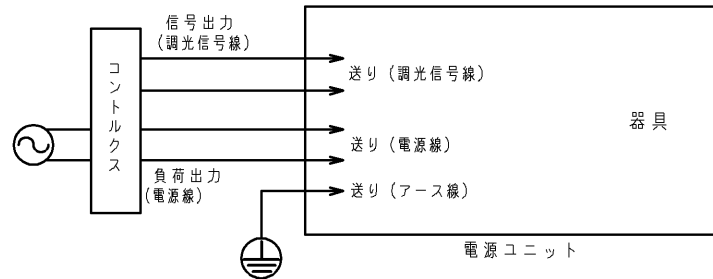 信号出力
(調光信号線)
コントルクス
送り(調光信号線)
器具
送り(電源線)
負荷出力
(電源線)
送り(アース線)
電源ユニット